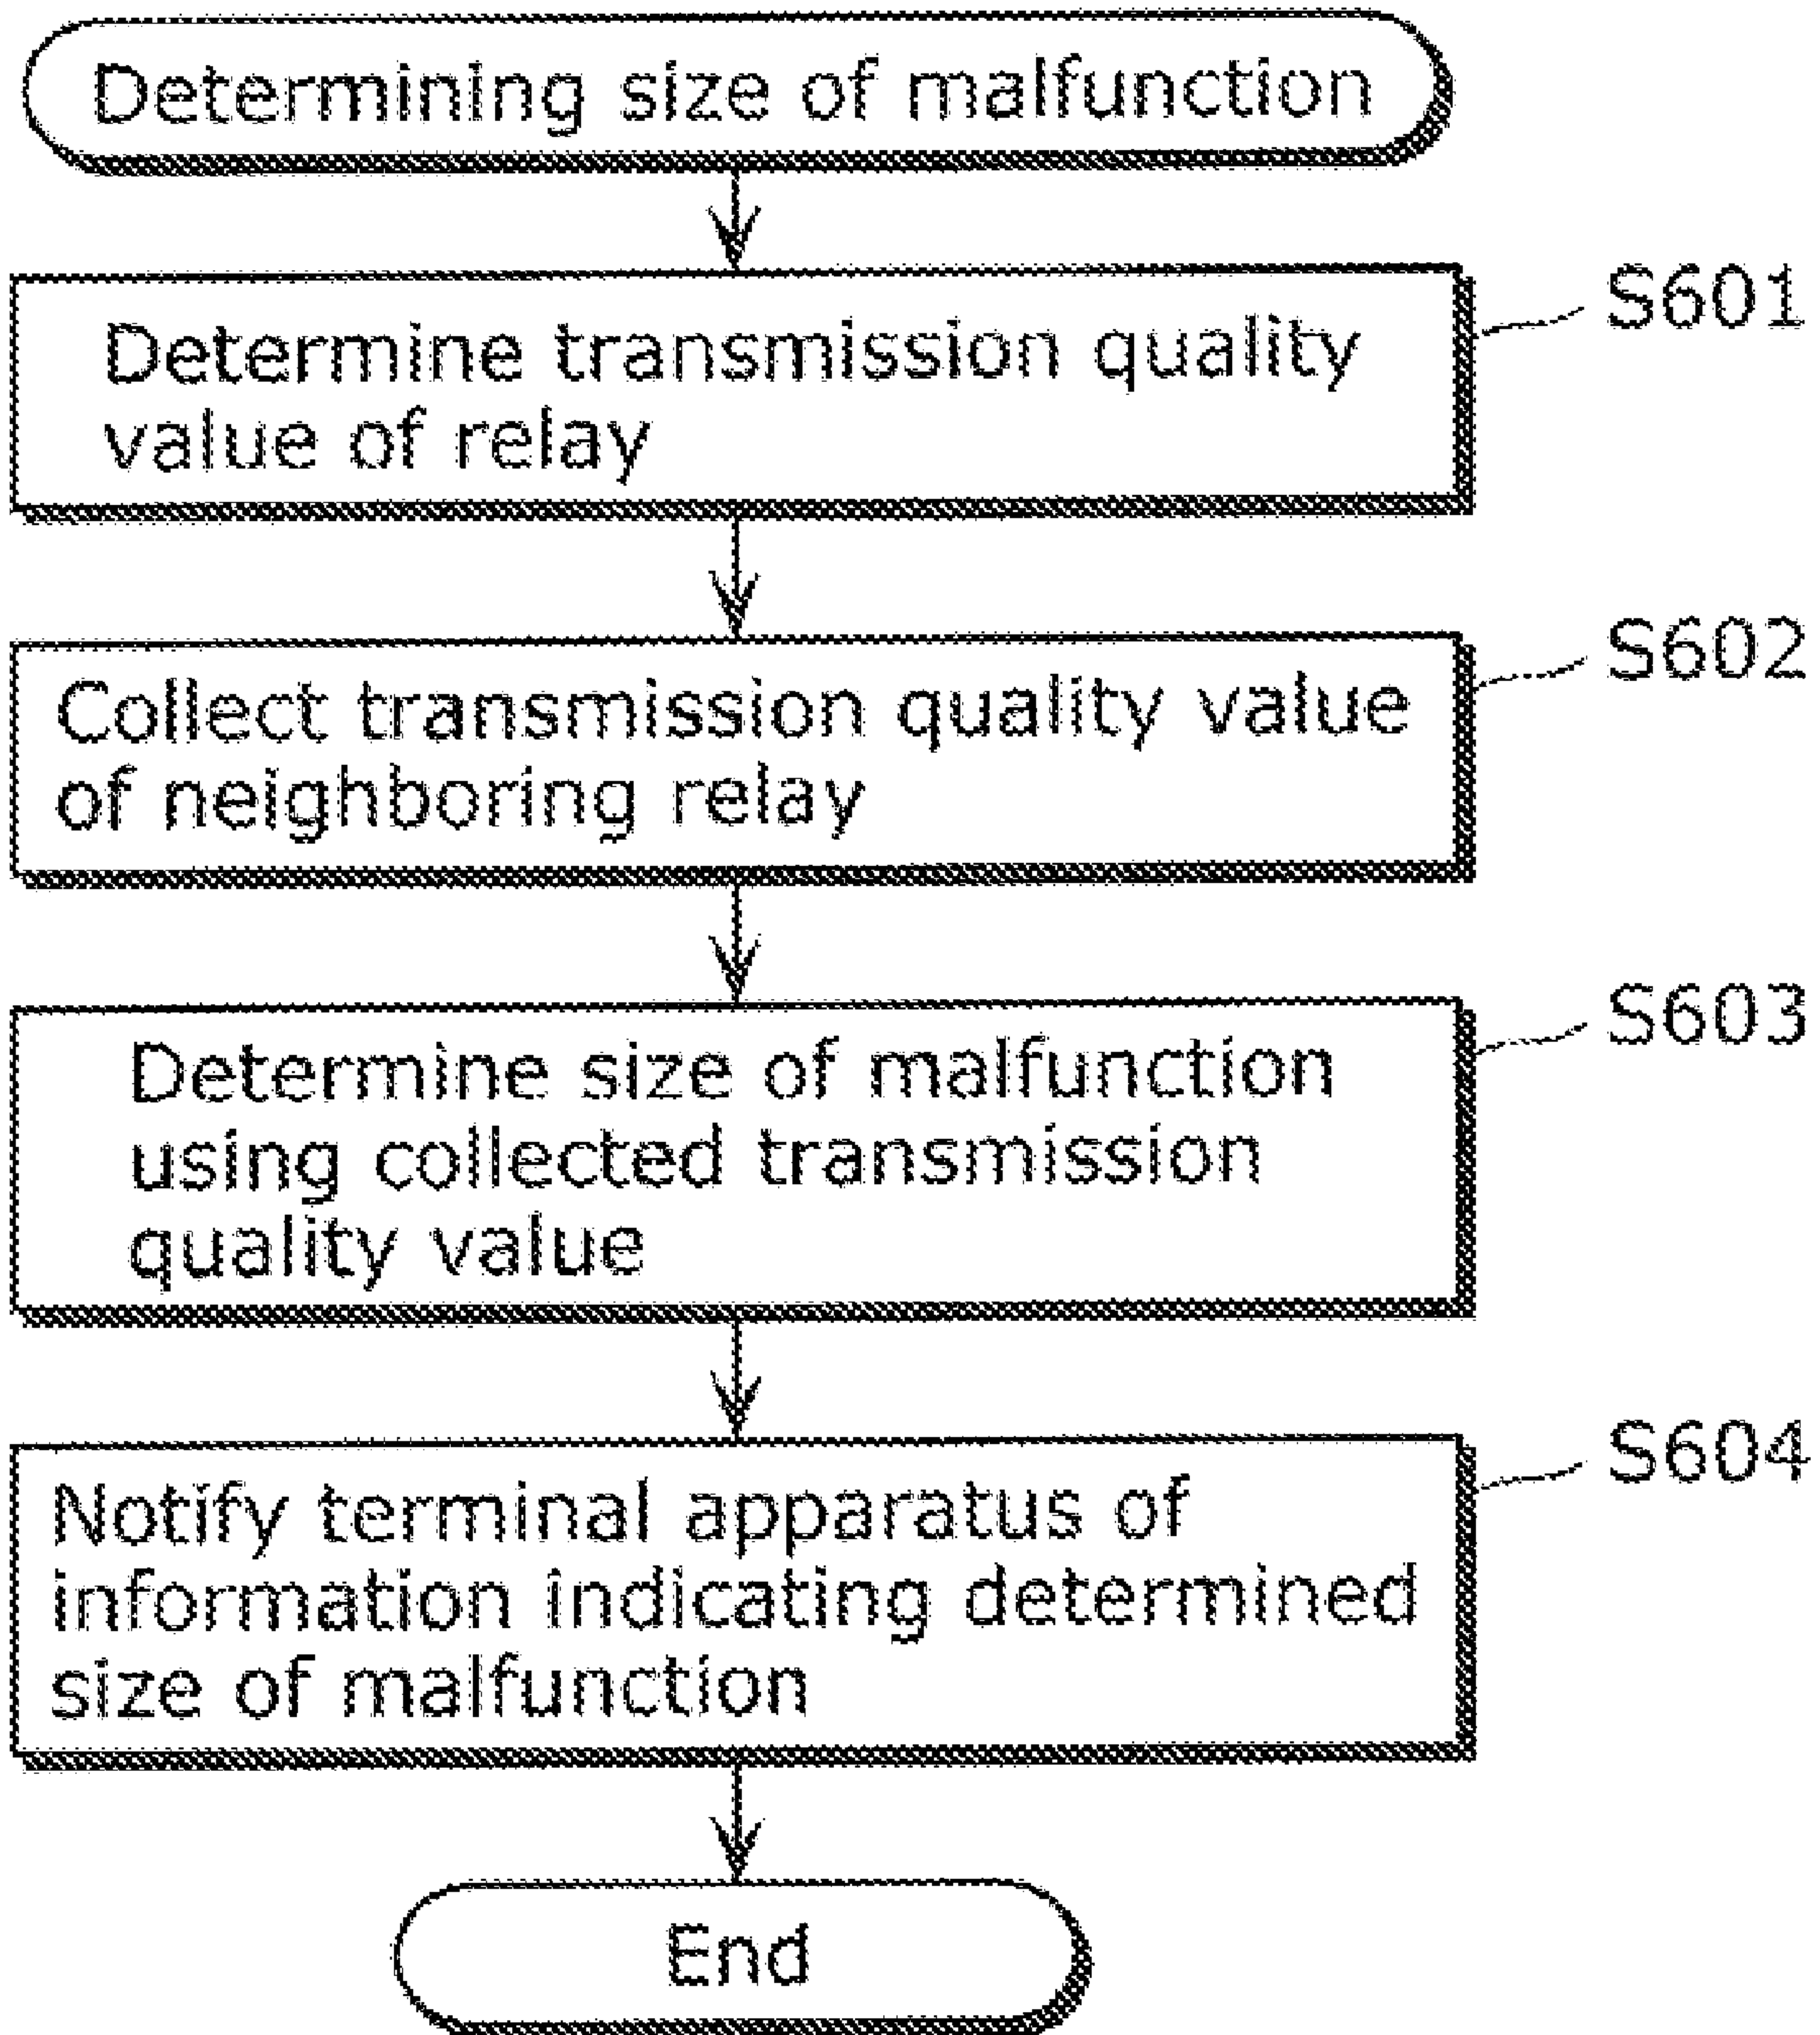 Determining size of malfunction
S601
Determine transmission quality
value of relay
S602
Collect transmission quality value
of neighboring relay
S603
Determine size of malfunction
using collected transmission
quality value
S604
Notify terminal apparatus of
information indicating determined
size of malfunction
End